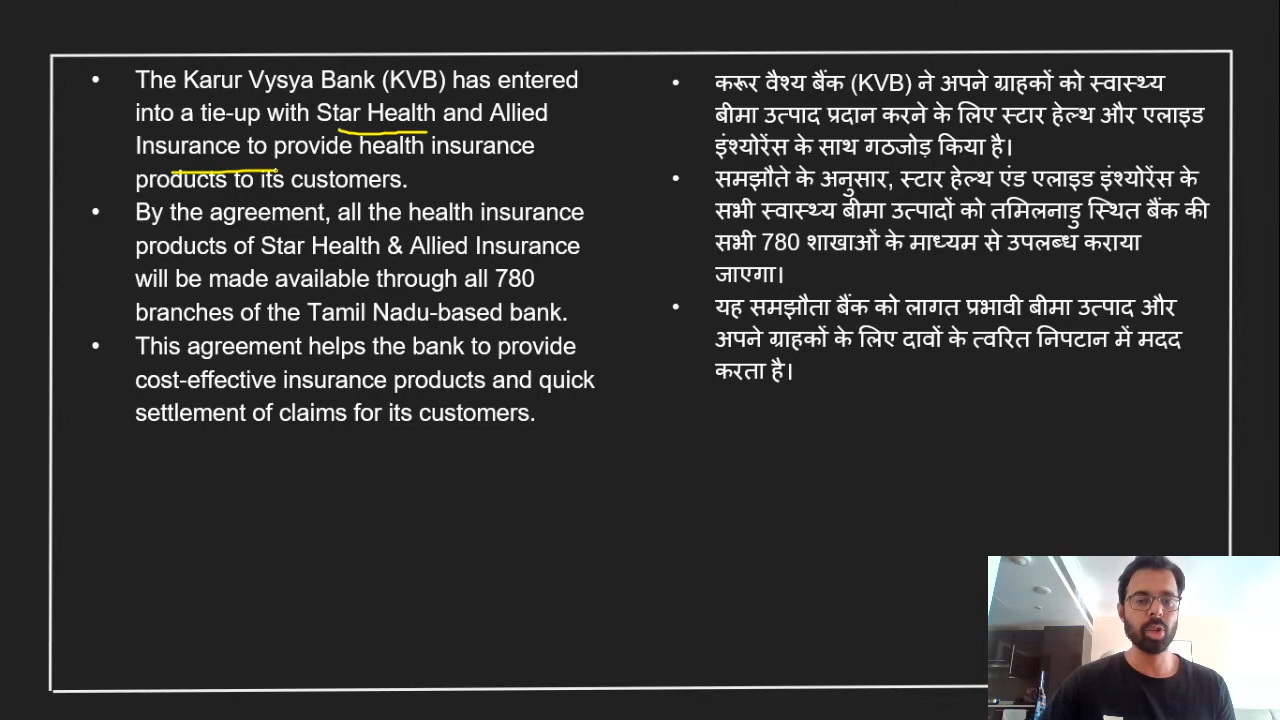 • The Karur Vysya Bank (KVB) has entered
into a tie-up with Star Health and Allied
Insurance to provide health insurance
products to its customers.
• By the agreement, all the health insurance
products of Star Health & Allied Insurance
will be made available through all 780
branches of the Tamil Nadu-based bank.
• This agreement helps the bank to provide
cost-effective insurance products and quick
settlement of claims for its customers.
• करूर वैश्य बैंक (KVB) ने अपने ग्राहकों को स्वास्थ्य
बीमा उत्पाद प्रदान करने के लिए स्टार हेल्थ और एलाइड
इंश्योरेंस के साथ गठजोड़ किया है।
• समझौते के अनुसार, स्टार हेल्थ एंड एलाइड इंश्योरेंस के
सभी स्वास्थ्य बीमा उत्पादों को तमिलनाडु स्थित बैंक की
सभी 780 शाखाओं के माध्यम से उपलब्ध कराया
जाएगा।
• यह समझौता बैंक को लागत प्रभावी बीमा उत्पाद और
अपने ग्राहकों के लिए दावों के त्वरित निपटान में मदद
करता है।